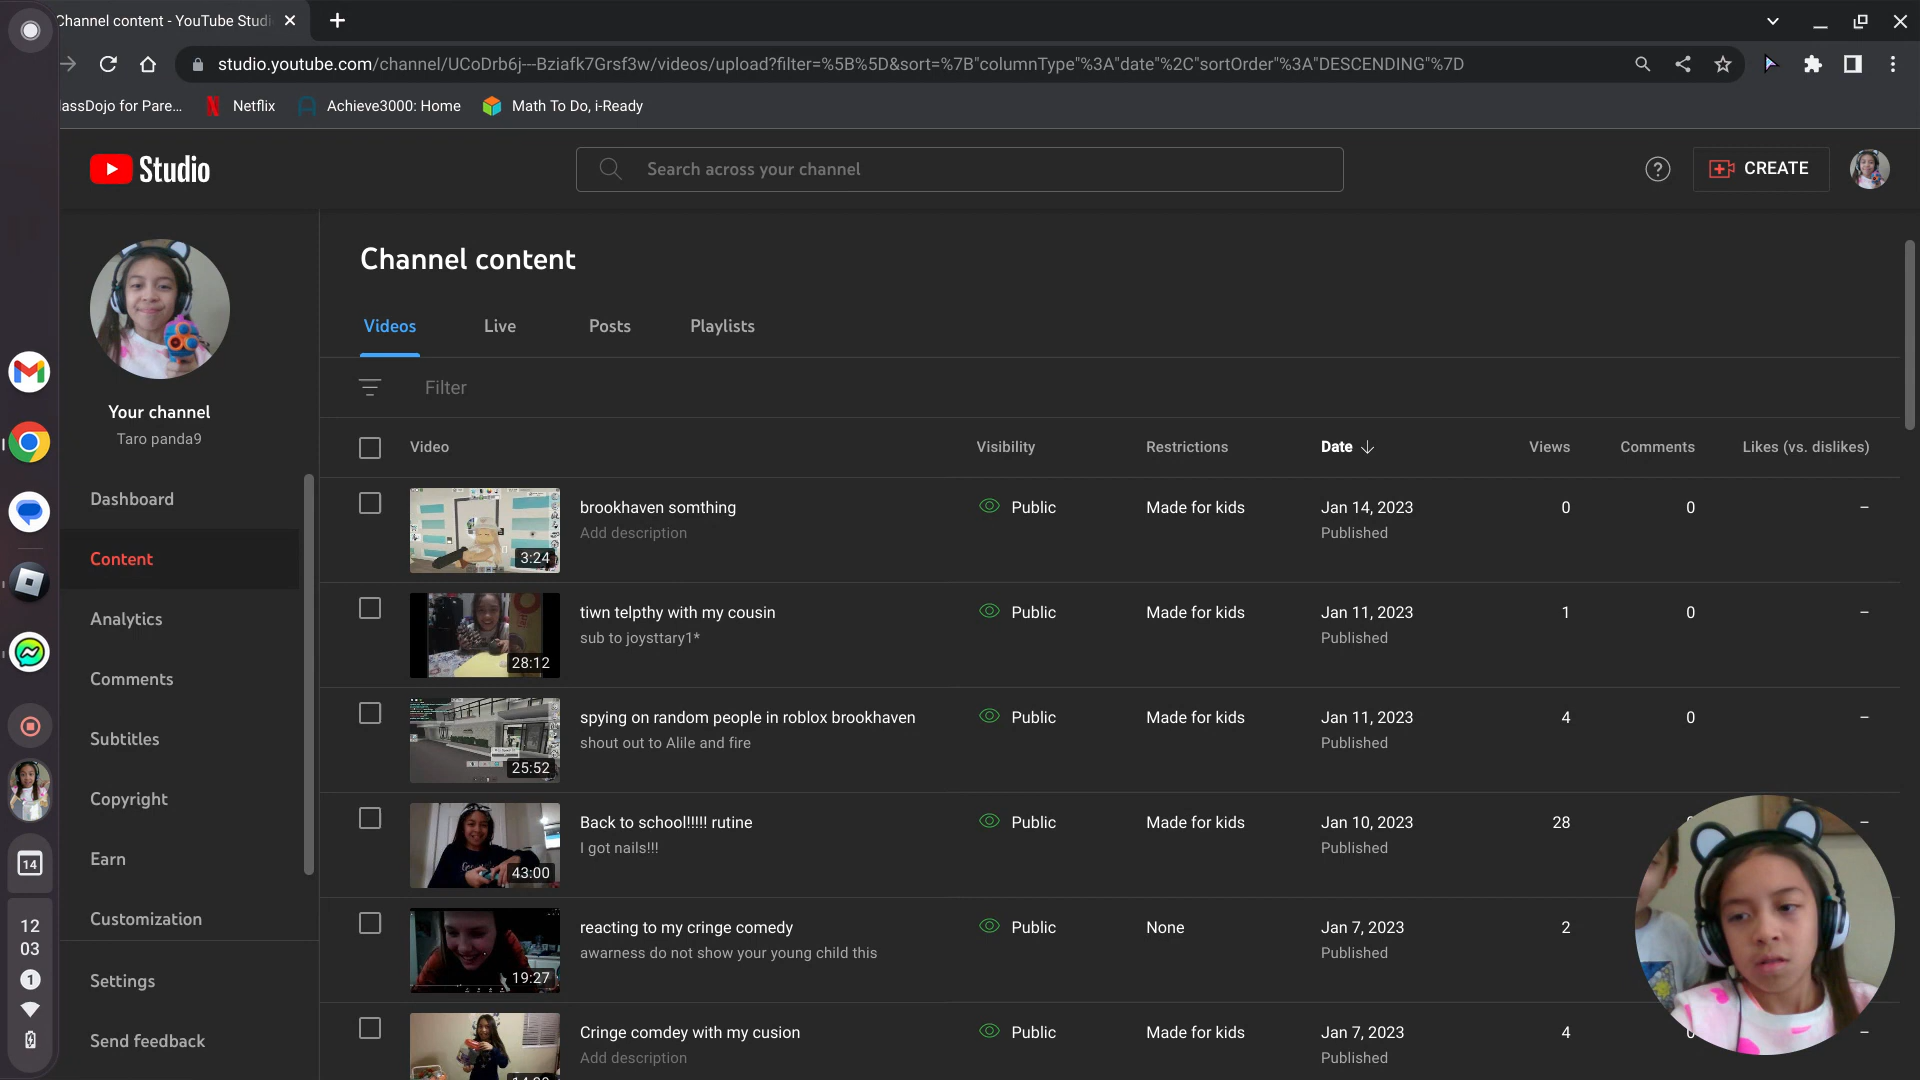 Channel content - YouTube Studi
studio.youtube.com/channel/UCoDrb6j---Bziafk7Grsf3w/videos/upload?filter=%5B%5D&sort=%7B"columnType"%3A"date"%2C"sortOrder"%3A"DESCENDING"%7D
lassDojo for Pare... Netflix Achieve3000: Home Math To Do, i-Ready
Studio Search across your channel CREATE
Channel content
Videos Live Posts Playlists
Filter
Your channel
Taro panda9
Dashboard
Content
Analytics
Comments
Subtitles
Copyright
Earn
Customization
Settings
Send feedback
Video Visibility Restrictions Date Views Comments Likes (vs. dislikes)
3:24 brookhaven somthing Public Made for kids Jan 14, 2023 0 0 –
Add description Published
28:12 tiwn telpthy with my cousin Public Made for kids Jan 11, 2023 1 0 –
sub to joysttary1* Published
25:52 spying on random people in roblox brookhaven Public Made for kids Jan 11, 2023 4 0 –
shout out to Alile and fire Published
43:00 Back to school!!!!! rutine Public Made for kids Jan 10, 2023 28 –
I got nails!!! Published
19:27 reacting to my cringe comedy Public None Jan 7, 2023 2
awarness do not show your young child this Published
Cringe comdey with my cusion Public Made for kids Jan 7, 2023 4 –
Add description Published
14
12
03
1